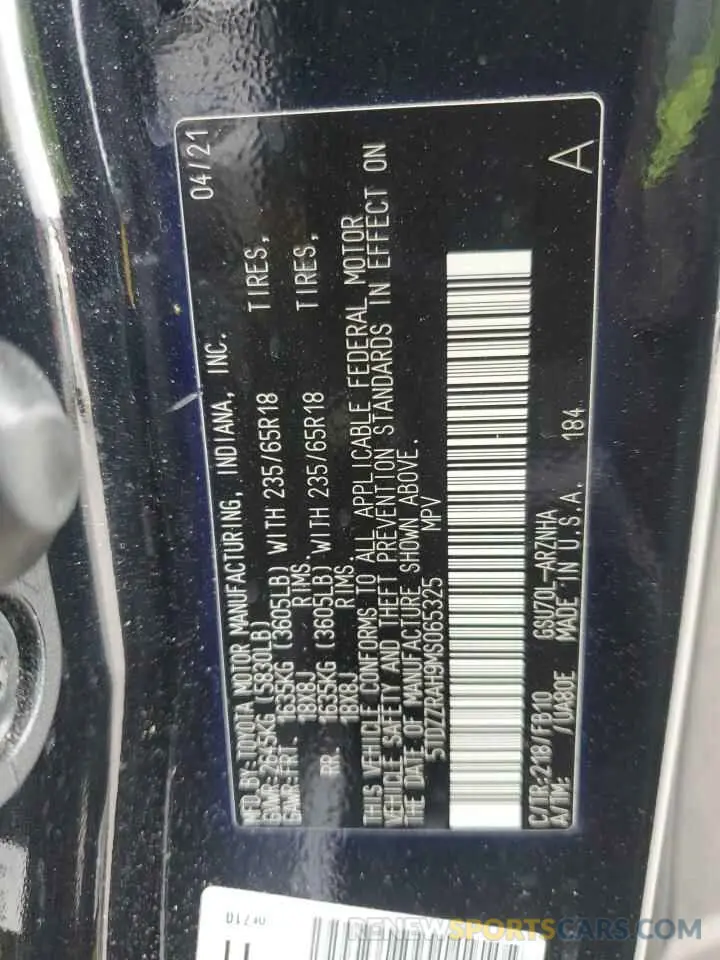 MFD BY: TOYOTA MOTOR MANUFACTURING, INDIANA, INC. 04/21
GVWR: 2645KG (5830LB)
GAWR: FRT. 1635KG (3605LB) WITH 235/65R18 TIRES,
18X8J RIMS.
RR. 1635KG (3605LB) WITH 235/65R18 TIRES,
18X8J RIMS.
THIS VEHICLE CONFORMS TO ALL APPLICABLE FEDERAL MOTOR
VEHICLE SAFETY AND THEFT PREVENTION STANDARDS IN EFFECT ON
THE DATE OF MANUFACTURE SHOWN ABOVE.
5TDZZRAH9MS065325 MPV
A
C/TR: 218/FB10 GSU70L-ARZNHA 184
A/TM: /UA80E MADE IN U.S.A.
RENEWSPORTSCARS.COM